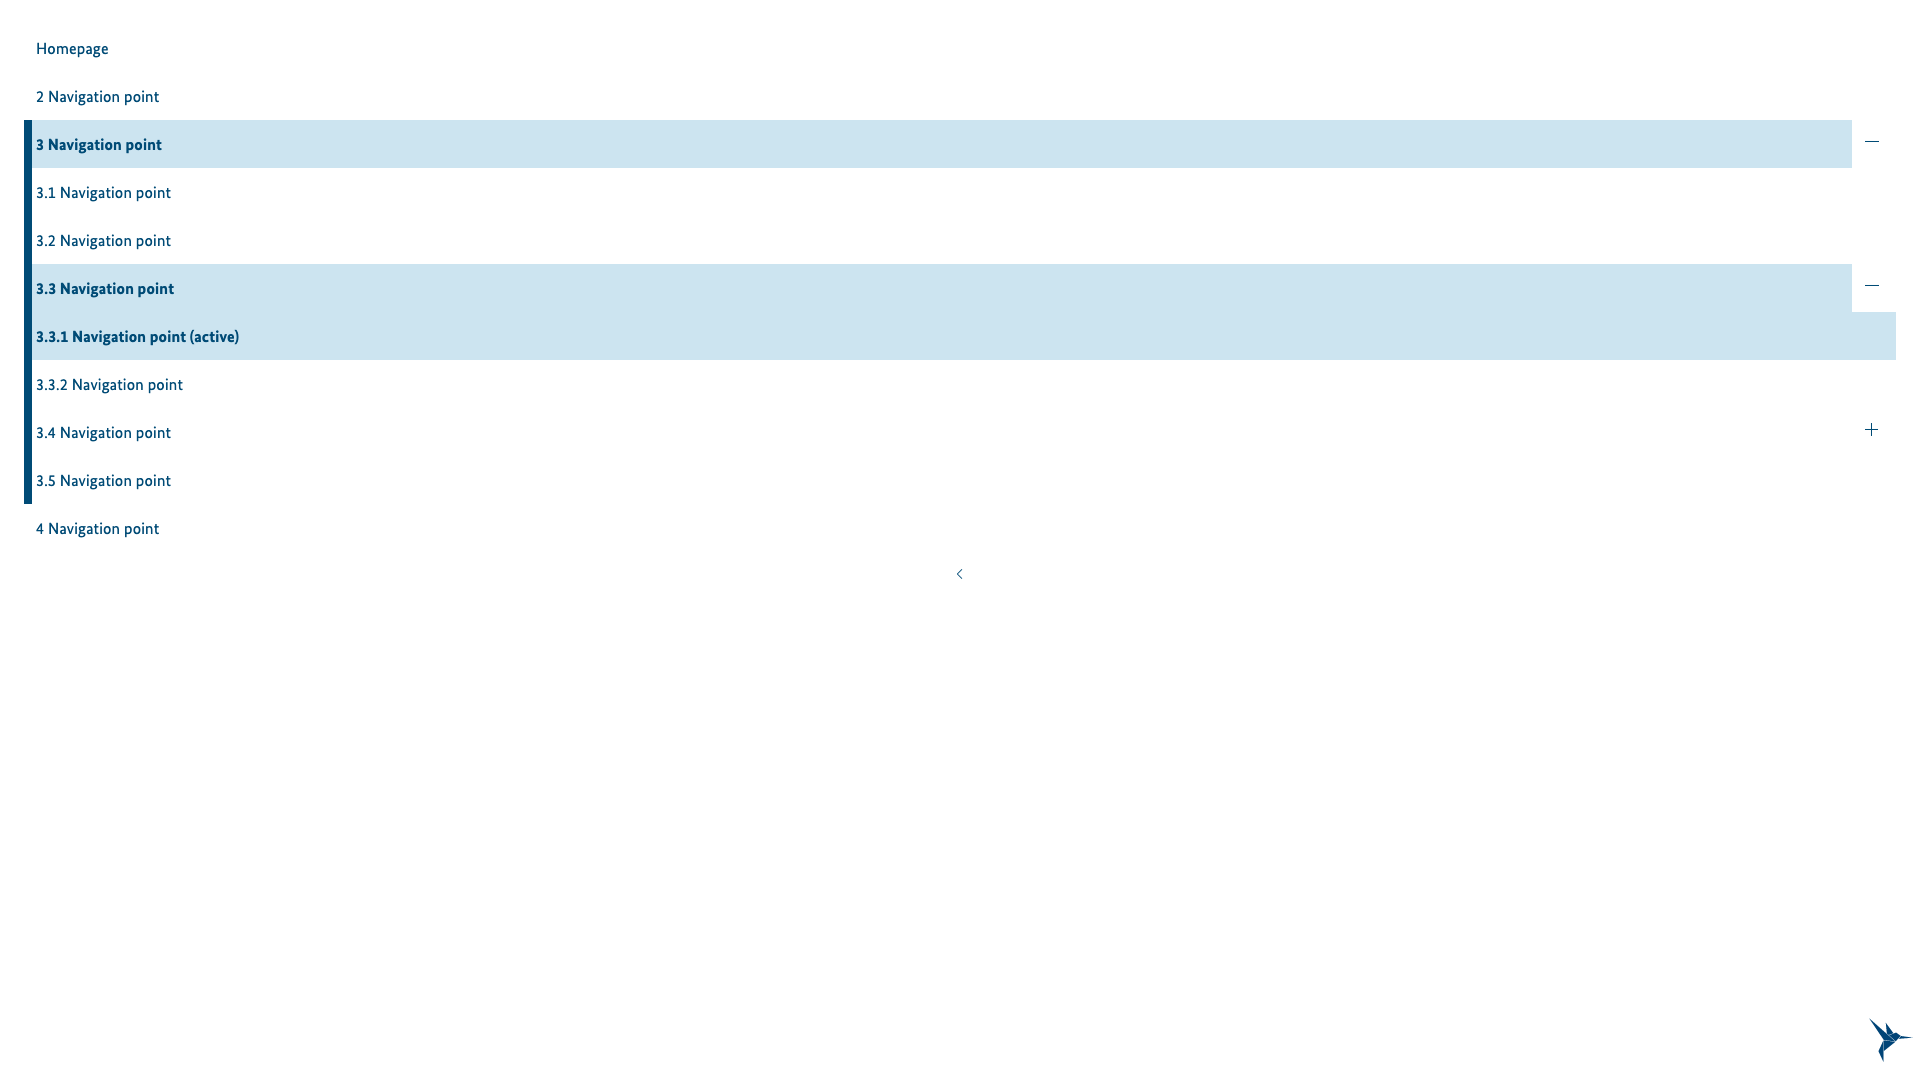 Homepage
2 Navigation point
3 Navigation point
3.1 Navigation point
3.2 Navigation point
3.3 Navigation point
3.3.1 Navigation point (active)
3.3.2 Navigation point
3.4 Navigation point
3.5 Navigation point
4 Navigation point